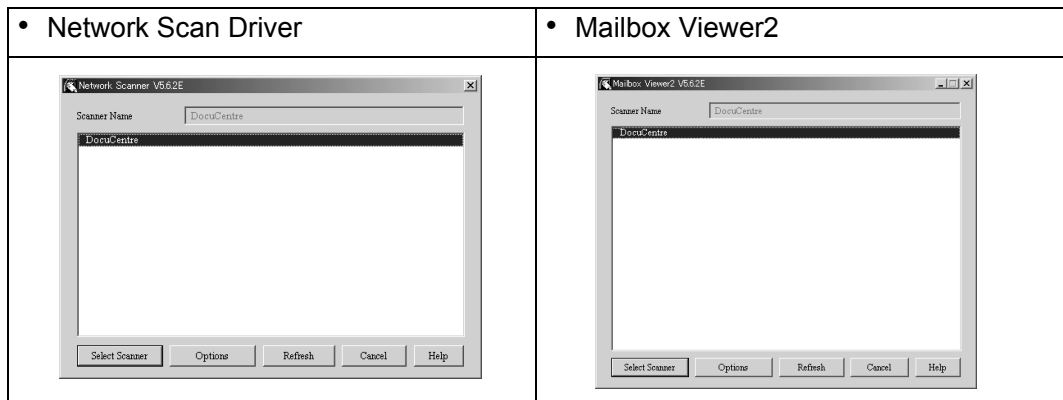 • Network Scan Driver
• Mailbox Viewer2
Network Scanner V5.6.2E
Scanner Name DocuCentre
DocuCentre
Select Scanner Options Refresh Cancel Help
Mailbox Viewer2 V5.6.2E
Scanner Name DocuCentre
DocuCentre
Select Scanner Options Refresh Cancel Help